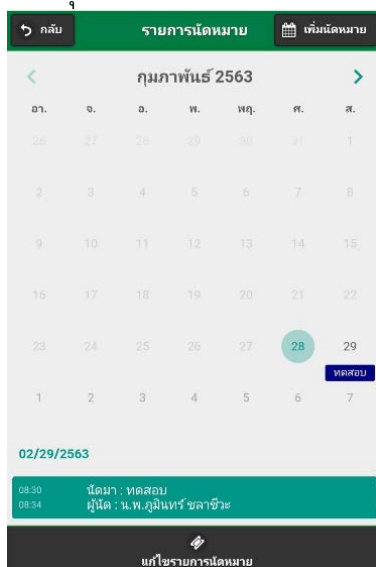 กลับ รายการนัดหมาย เพิ่มนัดหมาย
กุมภาพันธ์ 2563
อา. จ. อ. พ. พฤ. ศ. ส.
26 27 28 29 30 31 1
2 3 4 5 6 7 8
9 10 11 12 13 14 15
16 17 18 19 20 21 22
23 24 25 26 27 28 29
ทดสอบ
1 2 3 4 5 6 7
02/29/2563
08:30 นัดมา : ทดสอบ
08:34 ผู้นัด : น.พ.ภูมินทร์ ชลาชีวะ
แก้ไขรายการนัดหมาย